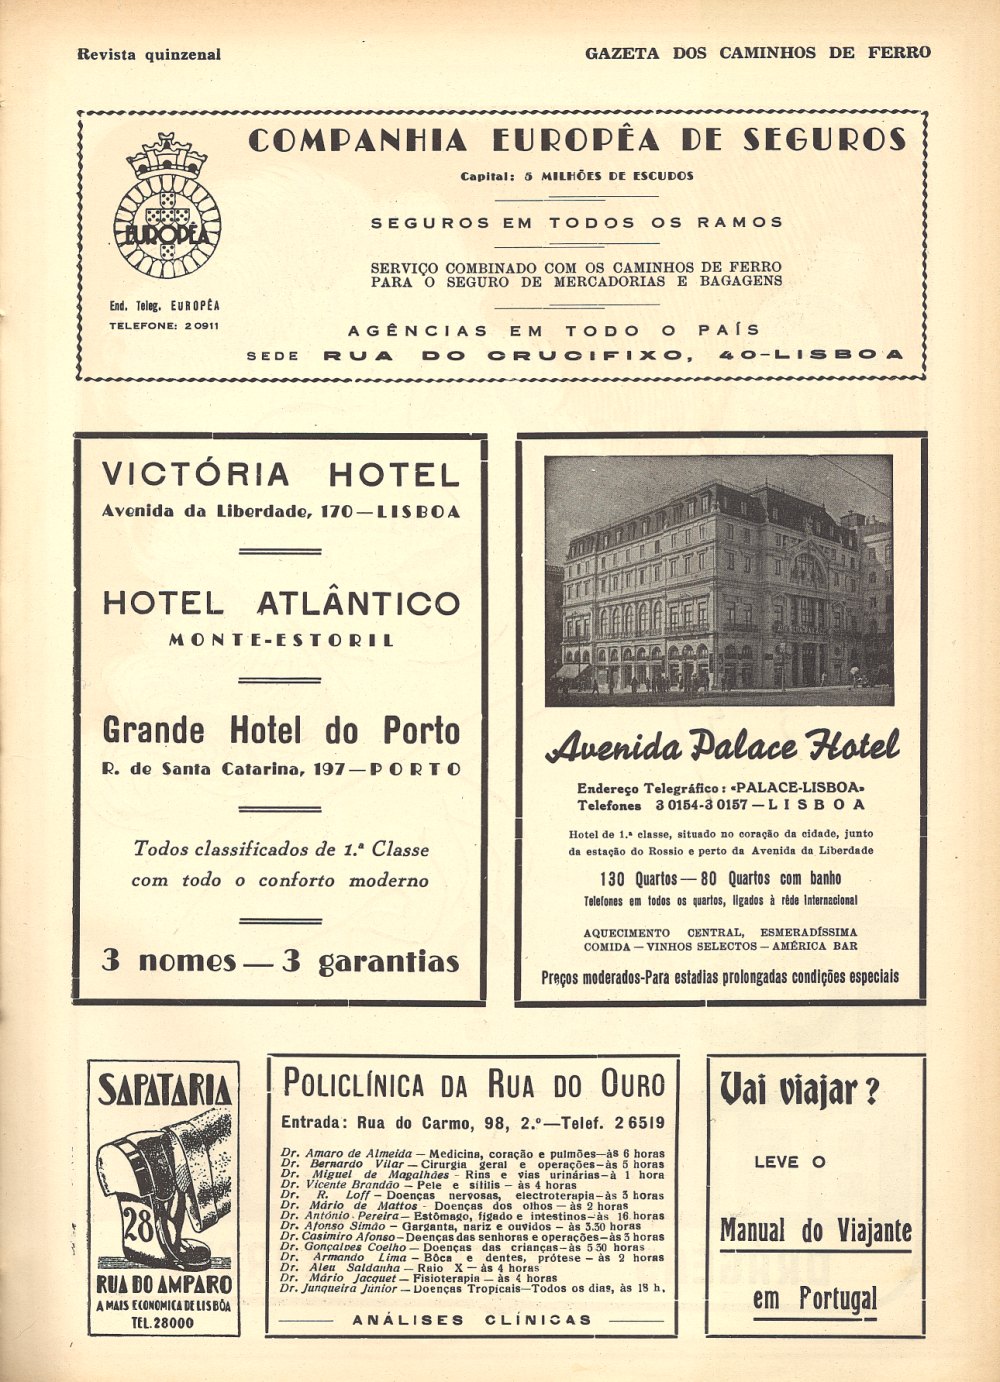 Revista quinzenal
GAZETA DOS CAMINHOS DE FERRO
COMPANHIA EUROPÊA DE SEGUROS
Capital: 5 MILHÕES DE ESCUDOS
SEGUROS EM TODOS OS RAMOS
SERVIÇO COMBINADO COM OS CAMINHOS DE FERRO
PARA O SEGURO DE MERCADORIAS E BAGAGENS
AGÊNCIAS EM TODO O PAÍS
SEDE RUA DO CRUCIFIXO, 40-LISBOA
EUROPÊA
End. Teleg. EUROPÊA
TELEFONE: 20911
VICTÓRIA HOTEL
Avenida da Liberdade, 170—LISBOA
HOTEL ATLÂNTICO
MONTE-ESTORIL
Grande Hotel do Porto
R. de Santa Catarina, 197—PORTO
Todos classificados de 1.ª Classe
com todo o conforto moderno
3 nomes — 3 garantias
Avenida Palace Hotel
Endereço Telegráfico: «PALACE-LISBOA»
Telefones 3 0154-3 0157 — LISBOA
Hotel de 1.ª classe, situado no coração da cidade, junto
da estação do Rossio e perto da Avenida da Liberdade
130 Quartos — 80 Quartos com banho
Telefones em todos os quartos, ligados à rêde internacional
AQUECIMENTO CENTRAL, ESMERADÍSSIMA
COMIDA — VINHOS SELECTOS — AMÉRICA BAR
Preços moderados-Para estadias prolongadas condições especiais
SAPATARIA
28
RUA DO AMPARO
A MAIS ECONOMICA DE LISBÔA
TEL. 28000
POLICLÍNICA DA RUA DO OURO
Entrada: Rua do Carmo, 98, 2.º—Telef. 2 6519
Dr. Amaro de Almeida — Medicina, coração e pulmões—às 6 horas
Dr. Bernardo Vilar — Cirurgia geral e operações—às 5 horas
Dr. Miguel de Magalhães — Rins e vias urinárias—à 1 hora
Dr. Vicente Brandão — Pele e sífilis — às 4 horas
Dr. R. Loff — Doenças nervosas, electroterapia—às 3 horas
Dr. Mário de Mattos - Doenças dos olhos — às 2 horas
Dr. António Pereira — Estômago, fígado e intestinos—às 16 horas
Dr. Afonso Simão — Garganta, nariz e ouvidos — às 3.30 horas
Dr. Casimiro Afonso—Doenças das senhoras e operações—às 3 horas
Dr. Gonçalves Coelho — Doenças das crianças—às 5 30 horas
Dr. Armando Lima — Bôca e dentes, prótese — às 2 horas
Dr. Aleu Saldanha — Raio X — às 4 horas
Dr. Mário Jacquet — Fisioterapia — às 4 horas
Dr. Junqueira Júnior — Doenças Tropicais—Todos os dias, às 18 h.
ANÁLISES CLÍNICAS
Vai viajar?
LEVE O
Manual do Viajante
em Portugal